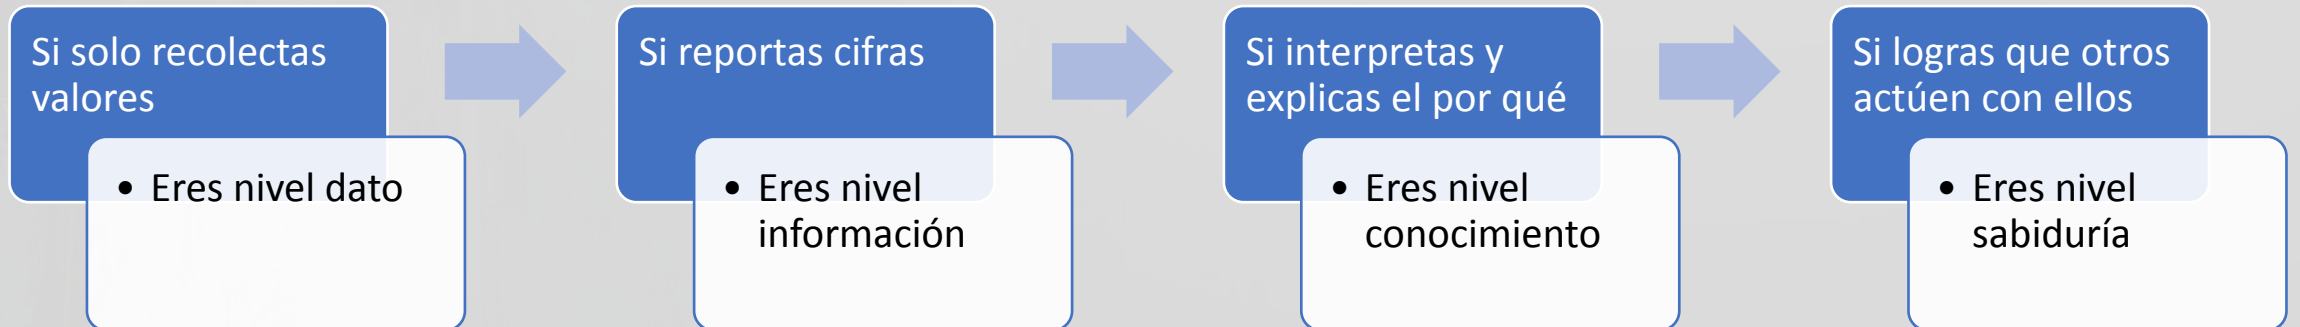 Si solo recolectas
valores
• Eres nivel dato
Si reportas cifras
• Eres nivel
información
Si interpretas y
explicas el por qué
• Eres nivel
conocimiento
Si logras que otros
actúen con ellos
• Eres nivel
sabiduría